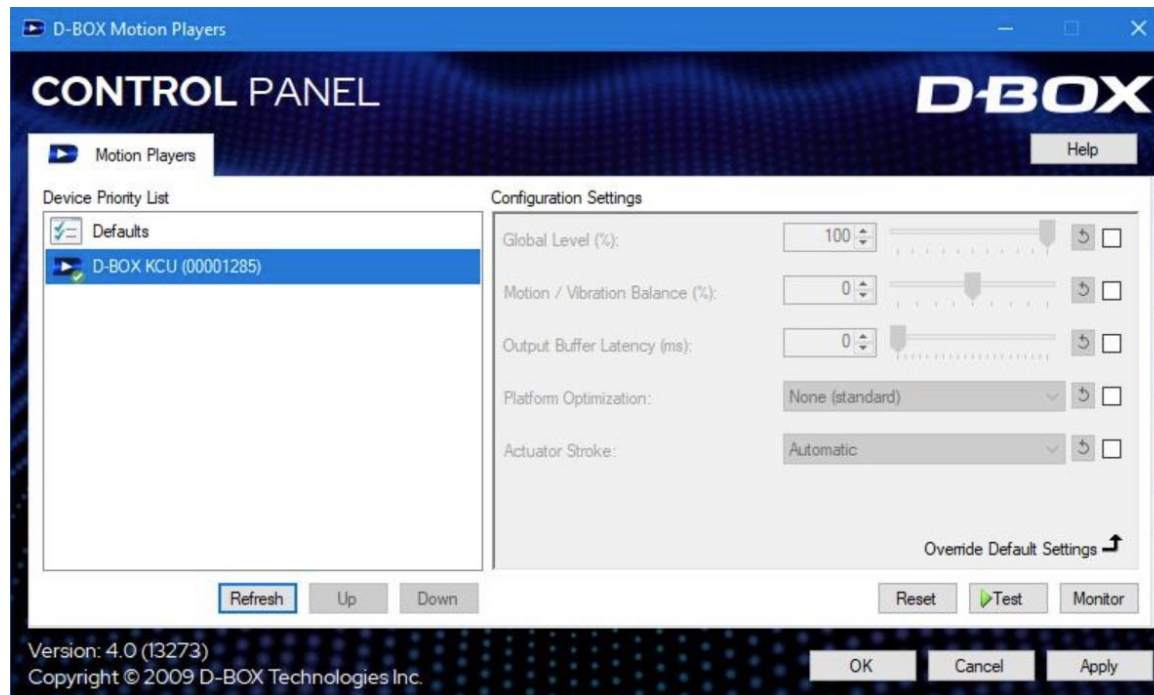 D-BOX Motion Players
CONTROL PANEL
D-BOX
Motion Players
Help
Device Priority List
Defaults
D-BOX KCU (00001285)
Configuration Settings
Global Level (%): 100
Motion / Vibration Balance (%): 0
Output Buffer Latency (ms): 0
Platform Optimization: None (standard)
Actuator Stroke: Automatic
Override Default Settings
Refresh Up Down
Reset Test Monitor
Version: 4.0 (13273)
Copyright © 2009 D-BOX Technologies Inc.
OK Cancel Apply